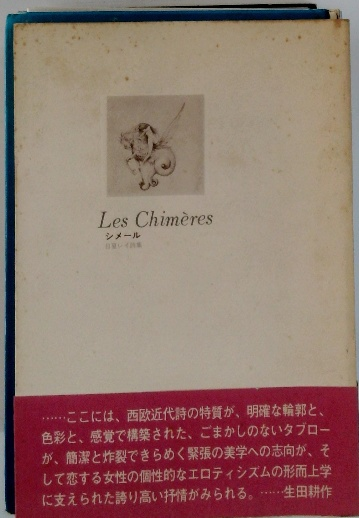 Les Chimères
シメール
……ここには、西欧近代詩の特質が、明確な輪郭と、
色彩と、感覚で構築された、ごまかしのないタブロー
が、簡潔と炸裂できらめく緊張の美学への志向が、そ
して恋する女性の個性的なエロティシズムの形而上学
に支えられた誇り高い抒情がみられる。……生田耕作